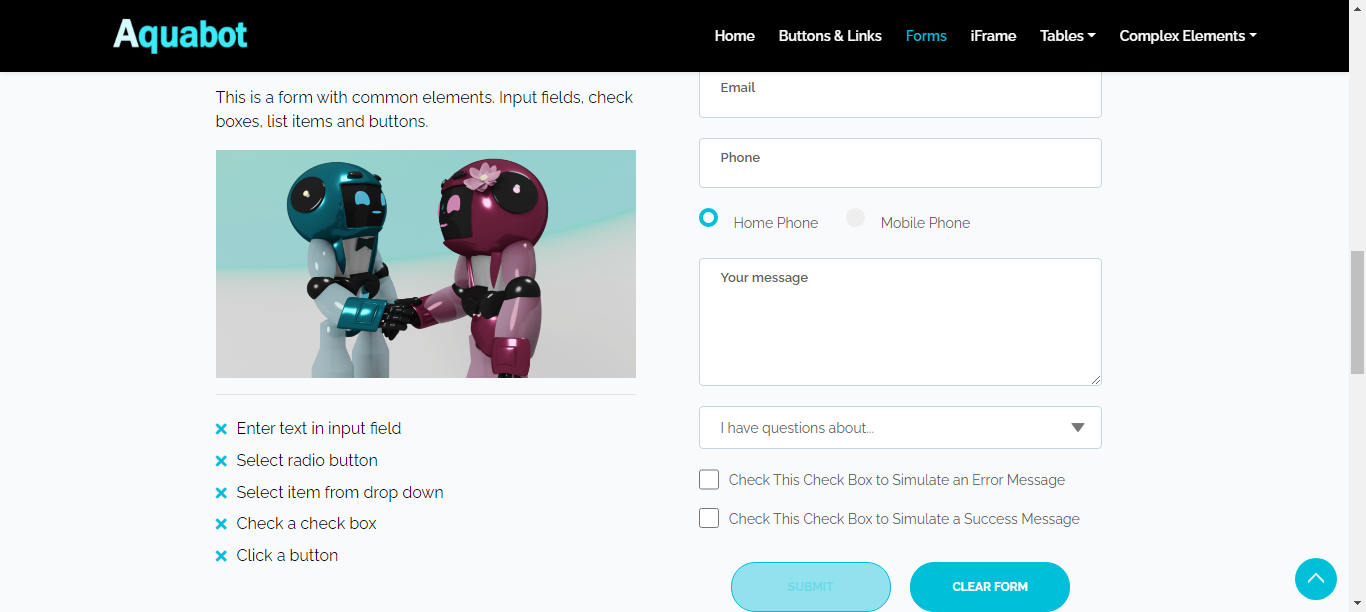 Aquabot
Home Buttons & Links Forms iFrame Tables Complex Elements
This is a form with common elements. Input fields, check
boxes, list items and buttons.
Enter text in input field
Select radio button
Select item from drop down
Check a check box
Click a button
Email
Phone
Home Phone Mobile Phone
Your message
I have questions about...
Check This Check Box to Simulate an Error Message
Check This Check Box to Simulate a Success Message
SUBMIT CLEAR FORM